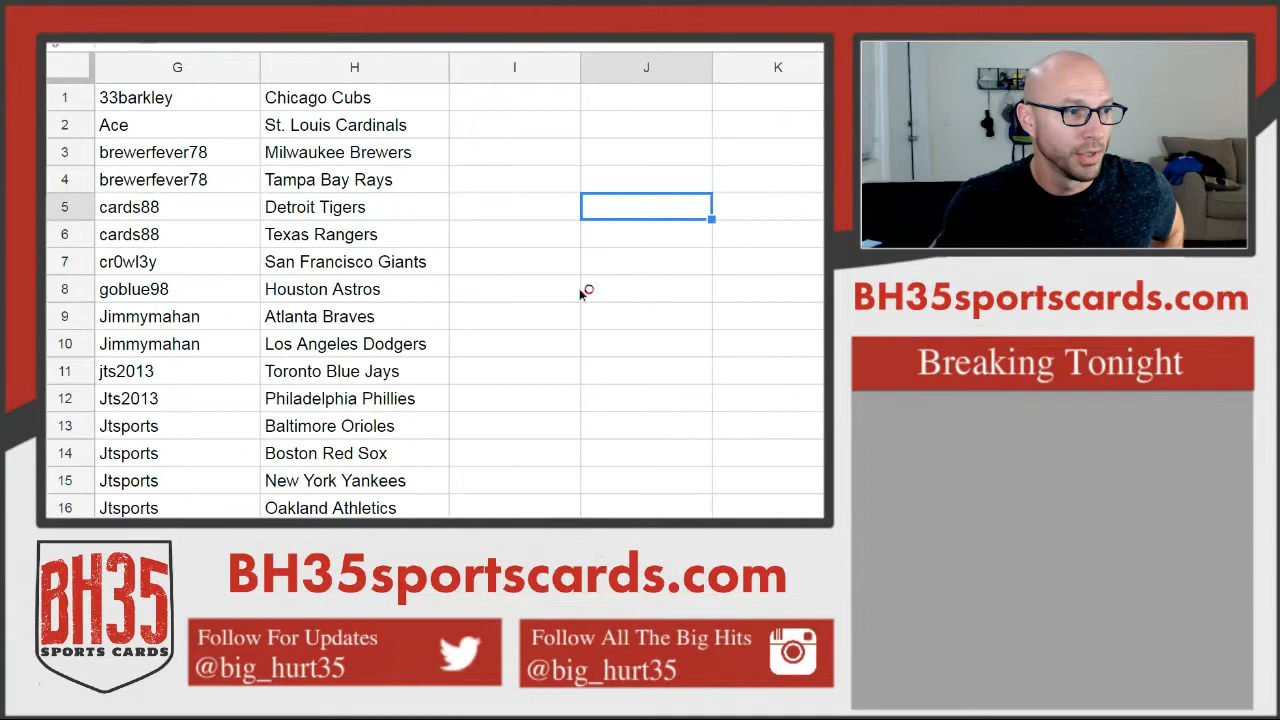 G H I J K
1 33barkley Chicago Cubs
2 Ace St. Louis Cardinals
3 brewerfever78 Milwaukee Brewers
4 brewerfever78 Tampa Bay Rays
5 cards88 Detroit Tigers
6 cards88 Texas Rangers
7 cr0wl3y San Francisco Giants
8 goblue98 Houston Astros
9 Jimmymahan Atlanta Braves
10 Jimmymahan Los Angeles Dodgers
11 jts2013 Toronto Blue Jays
12 Jts2013 Philadelphia Phillies
13 Jtsports Baltimore Orioles
14 Jtsports Boston Red Sox
15 Jtsports New York Yankees
16 Jtsports Oakland Athletics
BH35sportscards.com
Breaking Tonight
BH35
SPORTS CARDS
BH35sportscards.com
Follow For Updates
@big_hurt35
Follow All The Big Hits
@big_hurt35